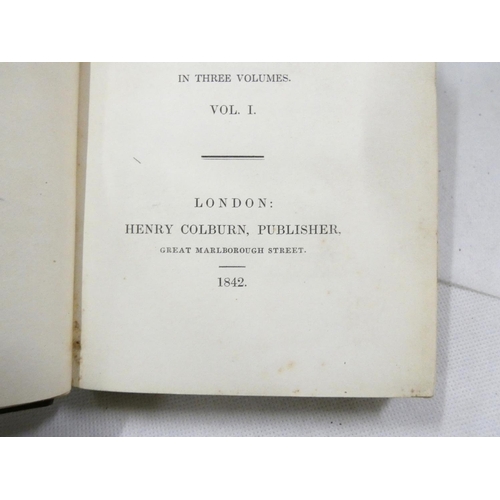 IN THREE VOLUMES.
VOL. I.
LONDON:
HENRY COLBURN, PUBLISHER,
GREAT MARLBOROUGH STREET.
1842.